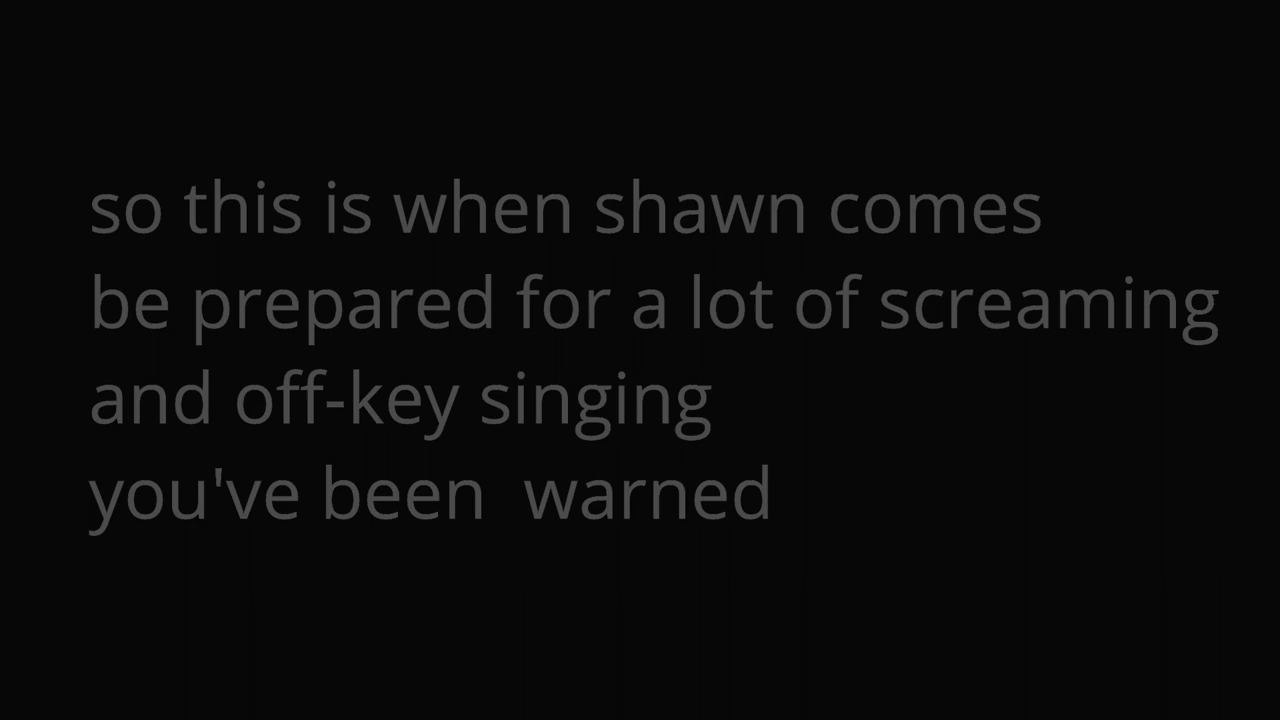 so this is when shawn comes
be prepared for a lot of screaming
and off-key singing
you've been  warned